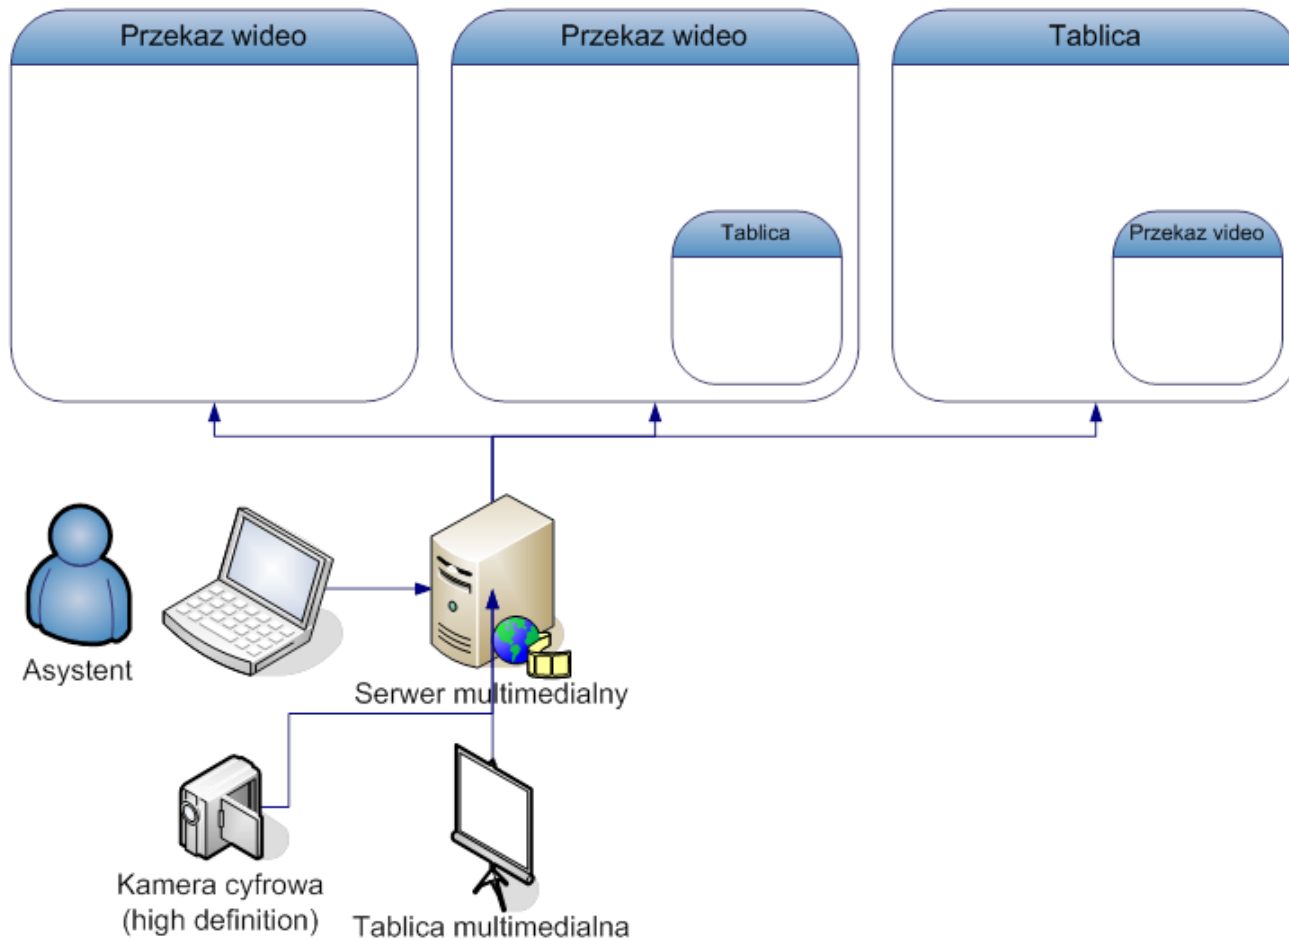 Przekaz wideo
Przekaz wideo
Tablica
Tablica
Przekaz video
Asystent
Serwer multimedialny
Kamera cyfrowa
(high definition)
Tablica multimedialna